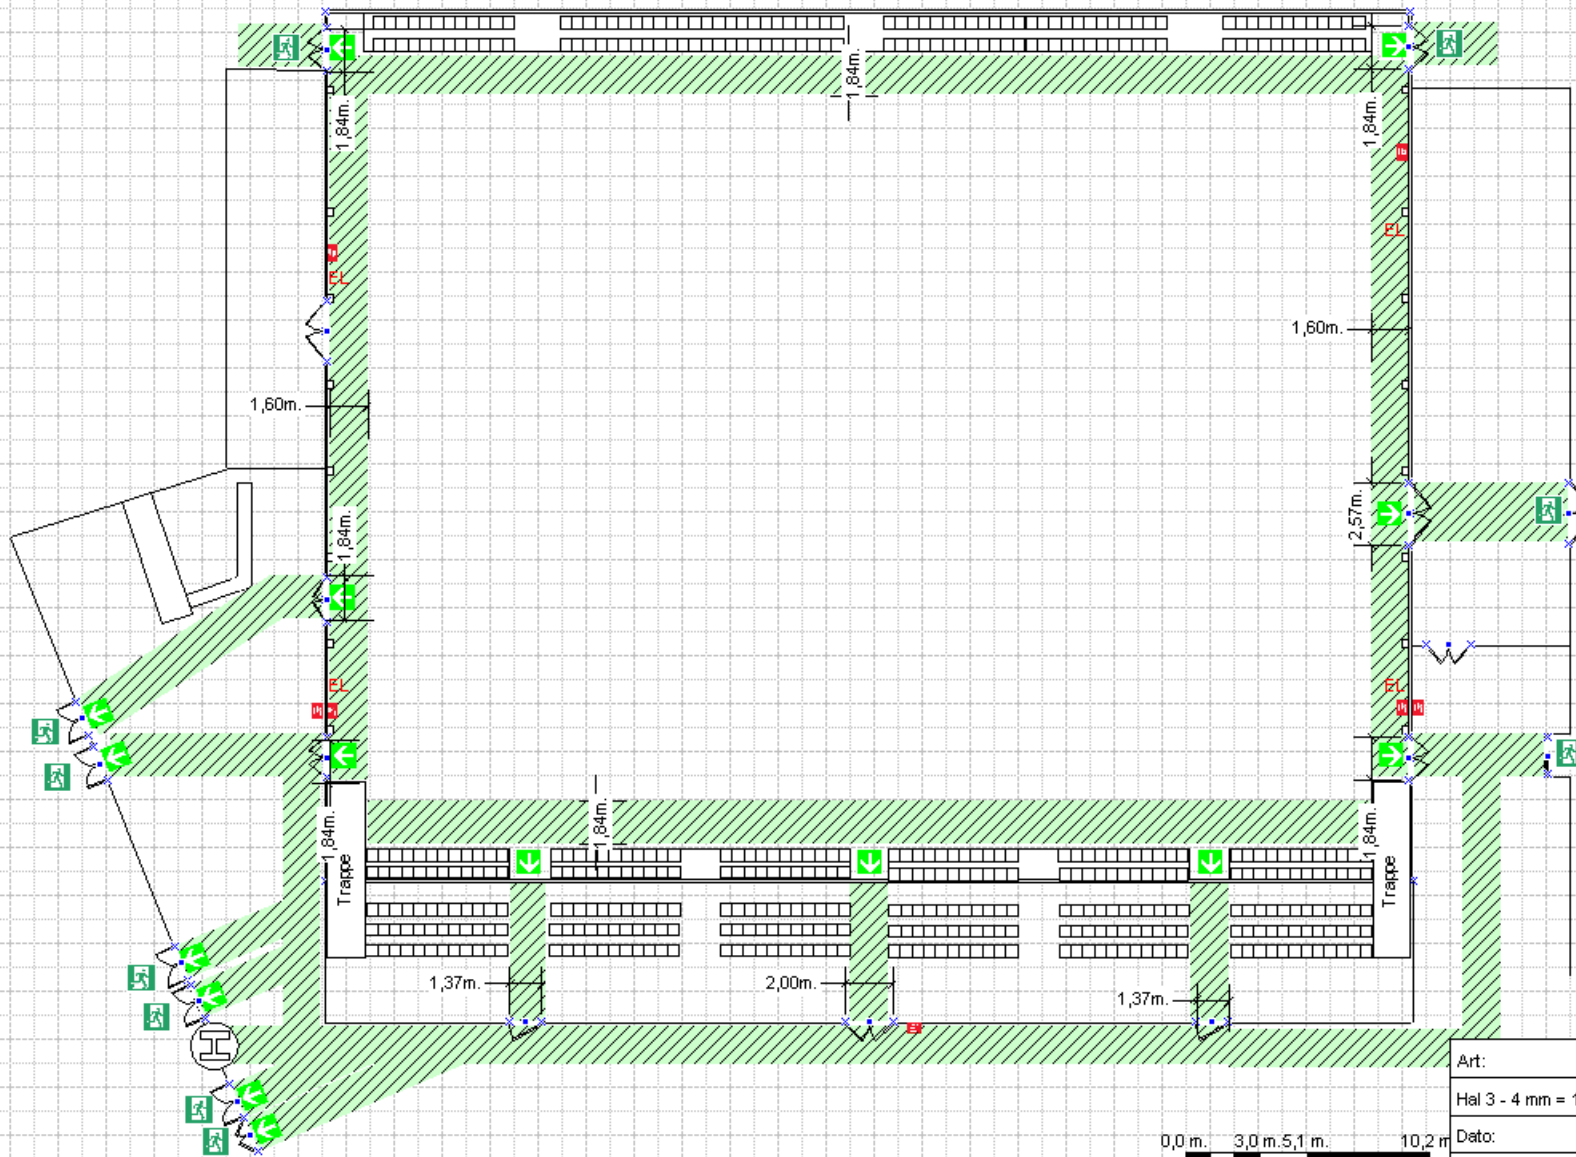 1,84m.
1,84m.
1,84m.
EL
EL
1,60m.
1,60m.
2,57m.
1,84m.
EL
EL
1,84m.
1,84m.
1,84m.
Trappe
Trappe
1,37m.
2,00m.
1,37m.
H
Art:
Hal 3 - 4 mm = 1
Dato:
0,0 m. 3,0 m. 5,1 m. 10,2 m